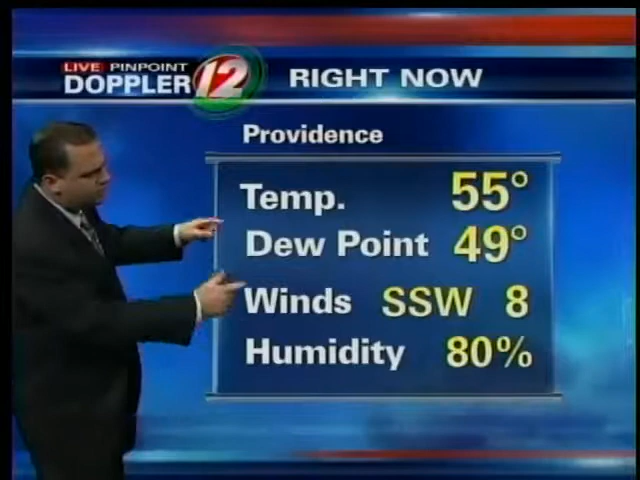 LIVE PINPOINT
DOPPLER 12
RIGHT NOW
Providence
Temp. 55°
Dew Point 49°
Winds SSW 8
Humidity 80%